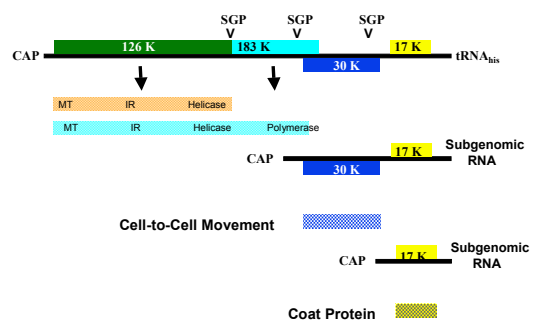 SGP SGP SGP
V V V
126 K 183 K 17 K
CAP tRNAhis
30 K
MT IR Helicase
MT IR Helicase Polymerase
17 K Subgenomic
CAP RNA
30 K
Cell-to-Cell Movement
17 K Subgenomic
CAP RNA
Coat Protein